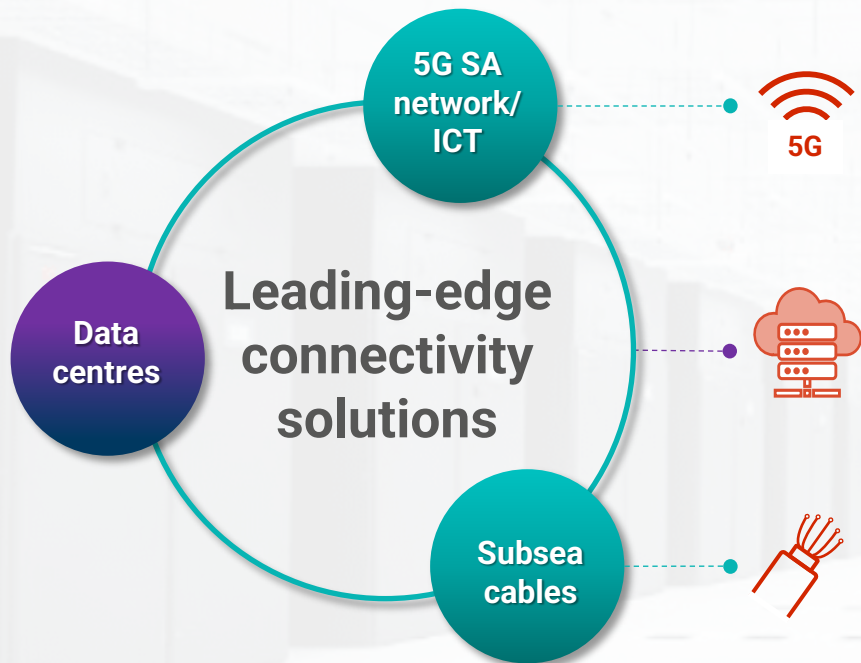 5G SA
network/
ICT
5G
Leading-edge
connectivity
solutions
Data
centres
Subsea
cables